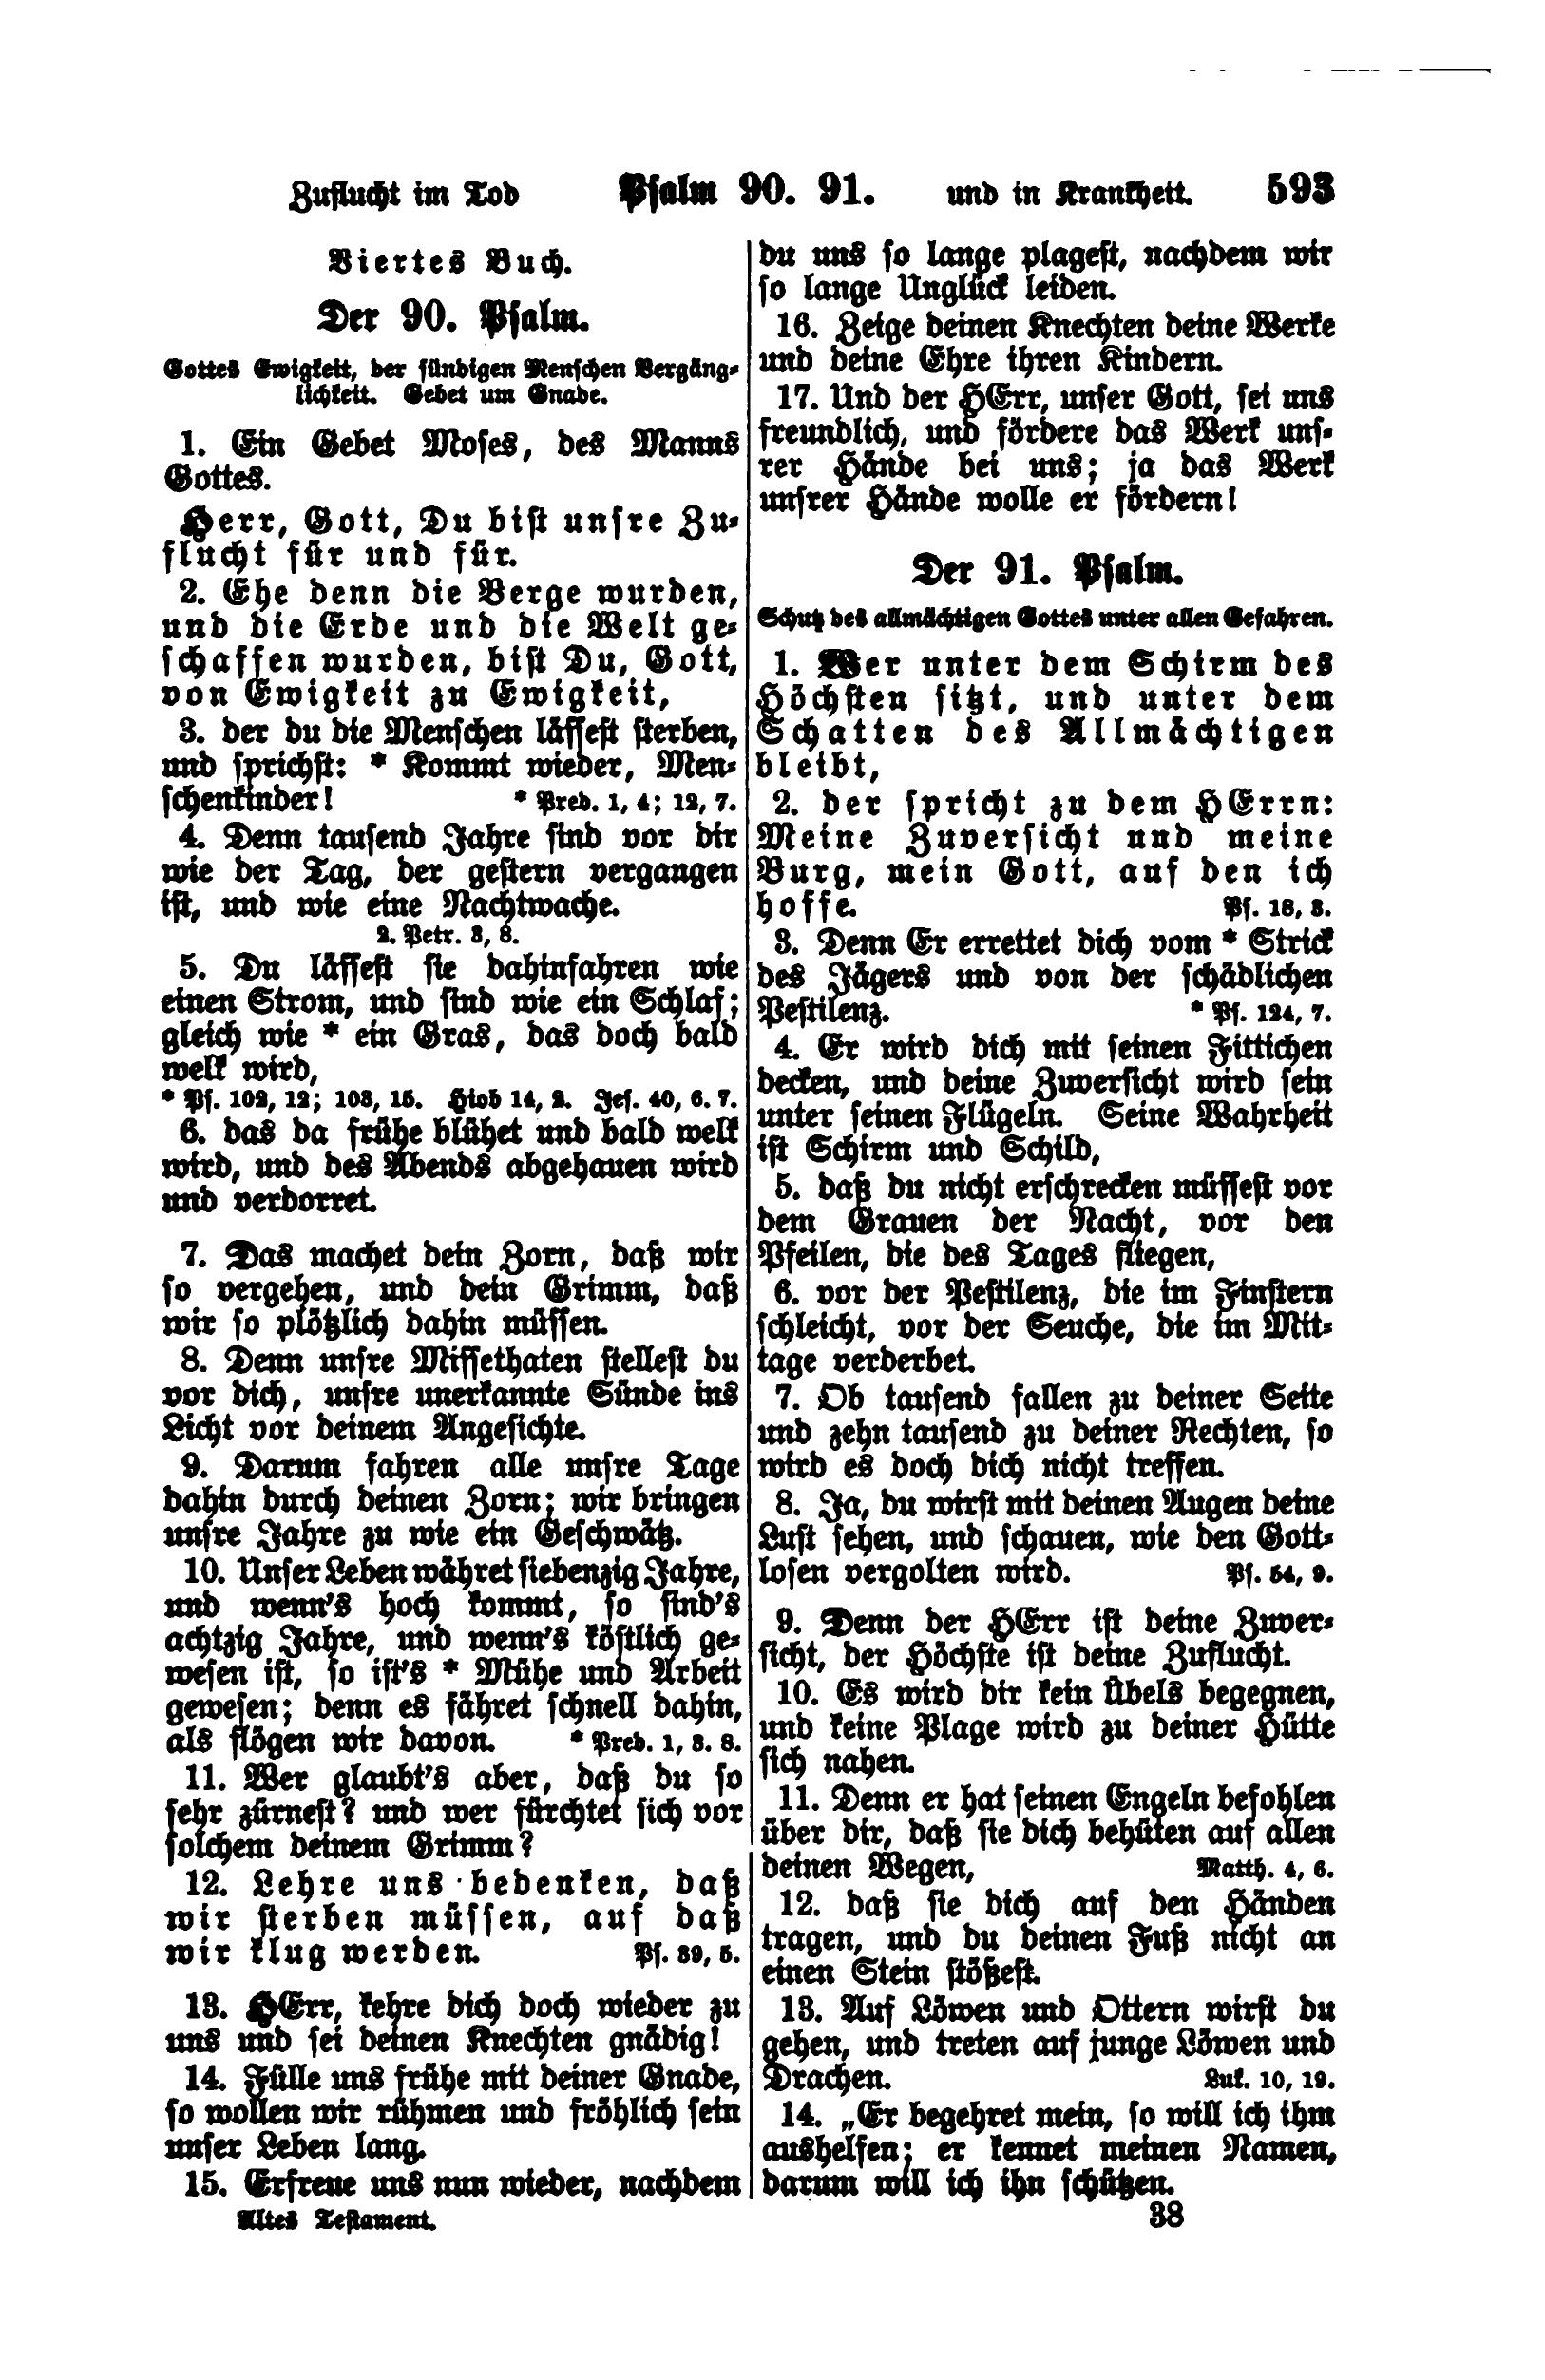 Zuflucht im Tod Psalm 90. 91. und in Krankheit. 593
Viertes Buch.
Der 90. Psalm.
Gottes Ewigkeit, der sündigen Menschen Vergäng-
lichkeit. Gebet um Gnade.
1. Ein Gebet Moses, des Manns
Gottes.
Herr, Gott, Du bist unsre Zu-
flucht für und für.
2. Ehe denn die Berge wurden,
und die Erde und die Welt ge-
schaffen wurden, bist Du, Gott,
von Ewigkeit zu Ewigkeit,
3. der du die Menschen lässest sterben,
und sprichst: * Kommt wieder, Men-
schenkinder! * Pred. 1, 4; 12, 7.
4. Denn tausend Jahre sind vor dir
wie der Tag, der gestern vergangen
ist, und wie eine Nachtwache.
2. Petr. 3, 8.
5. Du lässest sie dahinfahren wie
einen Strom, und sind wie ein Schlaf;
gleich wie * ein Gras, das doch bald
welk wird,
* Ps. 102, 12; 103, 15. Hiob 14, 2. Jes. 40, 6. 7.
6. das da frühe blühet und bald welk
wird, und des Abends abgehauen wird
und verdorret.
7. Das machet dein Zorn, daß wir
so vergehen, und dein Grimm, daß
wir so plötzlich dahin müssen.
8. Denn unsre Missethaten stellest du
vor dich, unsre unerkannte Sünde ins
Licht vor deinem Angesichte.
9. Darum fahren alle unsre Tage
dahin durch deinen Zorn; wir bringen
unsre Jahre zu wie ein Geschwätz.
10. Unser Leben währet siebenzig Jahre,
und wenn's hoch kommt, so sind's
achtzig Jahre, und wenn's köstlich ge-
wesen ist, so ist's * Mühe und Arbeit
gewesen; denn es fähret schnell dahin,
als flögen wir davon. * Pred. 1, 3. 8.
11. Wer glaubt's aber, daß du so
sehr zürnest? und wer fürchtet sich vor
solchem deinem Grimm?
12. Lehre uns bedenken, daß
wir sterben müssen, auf daß
wir klug werden. Ps. 39, 5.
13. HErr, kehre dich doch wieder zu
uns und sei deinen Knechten gnädig!
14. Fülle uns frühe mit deiner Gnade,
so wollen wir rühmen und fröhlich sein
unser Leben lang.
15. Erfreue uns nun wieder, nachdem
Altes Testament.
du uns so lange plagest, nachdem wir
so lange Unglück leiden.
16. Zeige deinen Knechten deine Werke
und deine Ehre ihren Kindern.
17. Und der HErr, unser Gott, sei uns
freundlich, und fördere das Werk uns-
rer Hände bei uns; ja das Werk
unsrer Hände wolle er fördern!
Der 91. Psalm.
Schutz des allmächtigen Gottes unter allen Gefahren.
1. Wer unter dem Schirm des
Höchsten sitzt, und unter dem
Schatten des Allmächtigen
bleibt,
2. der spricht zu dem HErrn:
Meine Zuversicht und meine
Burg, mein Gott, auf den ich
hoffe. Ps. 18, 3.
3. Denn Er errettet dich vom * Strick
des Jägers und von der schädlichen
Pestilenz. * Ps. 124, 7.
4. Er wird dich mit seinen Fittichen
decken, und deine Zuversicht wird sein
unter seinen Flügeln. Seine Wahrheit
ist Schirm und Schild,
5. daß du nicht erschrecken müssest vor
dem Grauen der Nacht, vor den
Pfeilen, die des Tages fliegen,
6. vor der Pestilenz, die im Finstern
schleicht, vor der Seuche, die im Mit-
tage verderbet.
7. Ob tausend fallen zu deiner Seite
und zehn tausend zu deiner Rechten, so
wird es doch dich nicht treffen.
8. Ja, du wirst mit deinen Augen deine
Lust sehen, und schauen, wie den Gott-
losen vergolten wird. Ps. 54, 9.
9. Denn der HErr ist deine Zuver-
sicht, der Höchste ist deine Zuflucht.
10. Es wird dir kein Übels begegnen,
und keine Plage wird zu deiner Hütte
sich nahen.
11. Denn er hat seinen Engeln befohlen
über dir, daß sie dich behüten auf allen
deinen Wegen, Matth. 4, 6.
12. daß sie dich auf den Händen
tragen, und du deinen Fuß nicht an
einen Stein stößest.
13. Auf Löwen und Ottern wirst du
gehen, und treten auf junge Löwen und
Drachen. Luk. 10, 19.
14. „Er begehret mein, so will ich ihm
aushelfen; er kennet meinen Namen,
darum will ich ihn schützen.
38